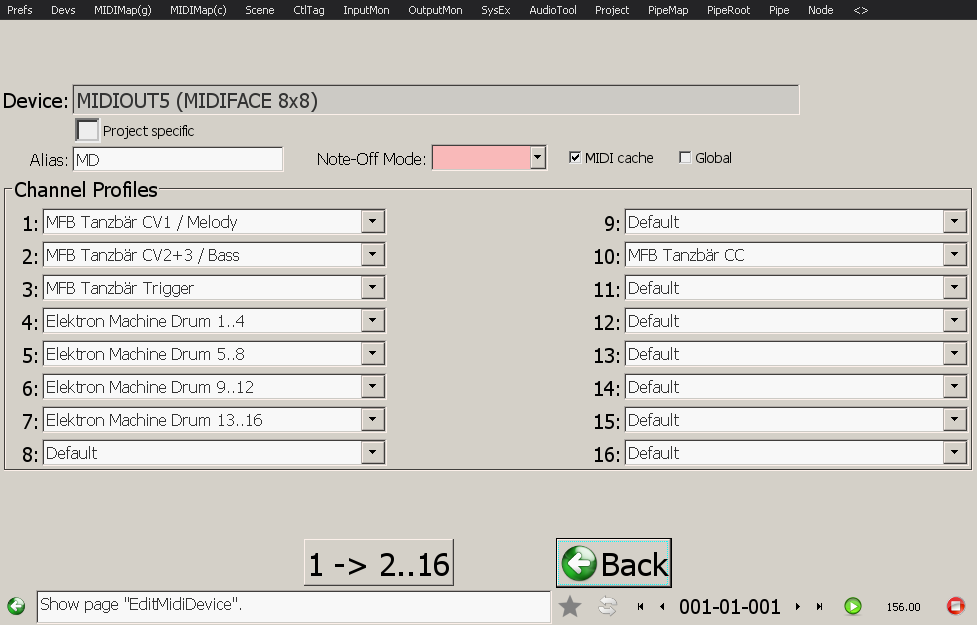 Prefs Devs MIDIMap(g) MIDIMap(c) Scene CtlTag InputMon OutputMon SysEx AudioTool Project PipeMap PipeRoot Pipe Node <>
Device: MIDIOUT5 (MIDIFACE 8x8)
Project specific
Alias: MD Note-Off Mode: MIDI cache Global
Channel Profiles
1: MFB Tanzbär CV1 / Melody 9: Default
2: MFB Tanzbär CV2+3 / Bass 10: MFB Tanzbär CC
3: MFB Tanzbär Trigger 11: Default
4: Elektron Machine Drum 1..4 12: Default
5: Elektron Machine Drum 5..8 13: Default
6: Elektron Machine Drum 9..12 14: Default
7: Elektron Machine Drum 13..16 15: Default
8: Default 16: Default
1 -> 2..16 Back
Show page "EditMidiDevice". 001-01-001 156.00